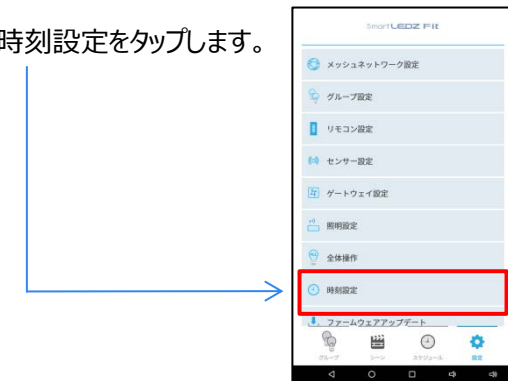 時刻設定をタップします。
Smart LEDZ Fit
メッシュネットワーク設定
グループ設定
リモコン設定
センサー設定
ゲートウェイ設定
照明設定
全体操作
時刻設定
ファームウェアアップデート
グループ シーン スケジュール 設定